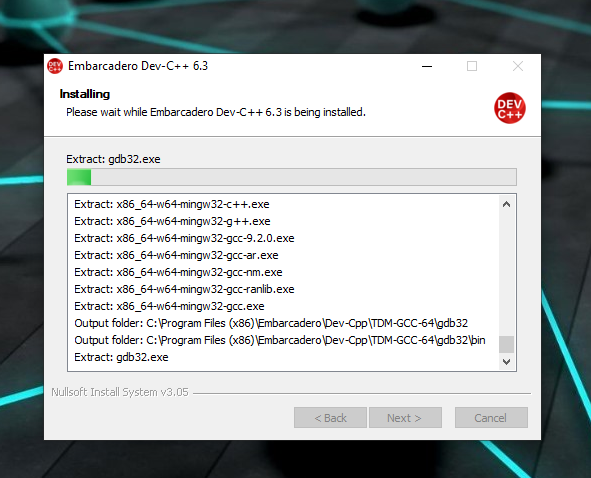 DEV C++
Embarcadero Dev-C++ 6.3
Installing
Please wait while Embarcadero Dev-C++ 6.3 is being installed.
DEV
C++
Extract: gdb32.exe
Extract: x86_64-w64-mingw32-c++.exe
Extract: x86_64-w64-mingw32-g++.exe
Extract: x86_64-w64-mingw32-gcc-9.2.0.exe
Extract: x86_64-w64-mingw32-gcc-ar.exe
Extract: x86_64-w64-mingw32-gcc-nm.exe
Extract: x86_64-w64-mingw32-gcc-ranlib.exe
Extract: x86_64-w64-mingw32-gcc.exe
Output folder: C:\Program Files (x86)\Embarcadero\Dev-Cpp\TDM-GCC-64\gdb32
Output folder: C:\Program Files (x86)\Embarcadero\Dev-Cpp\TDM-GCC-64\gdb32\bin
Extract: gdb32.exe
Nullsoft Install System v3.05
< Back Next > Cancel